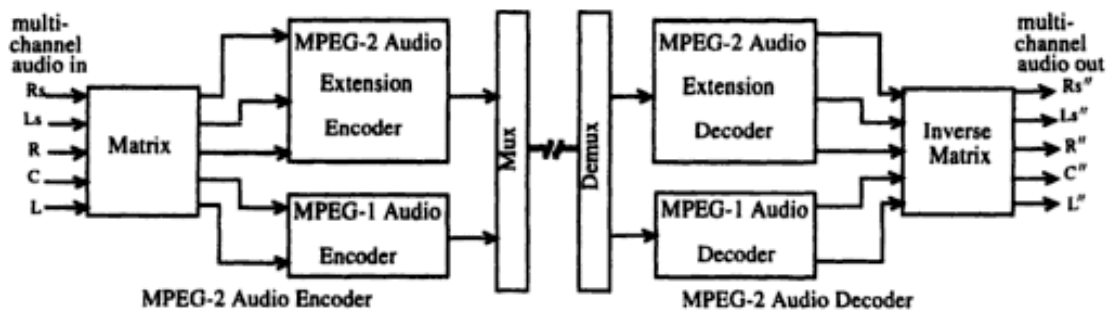 multi-
channel
audio in
Rs
Ls
R
C
L
Matrix
MPEG-2 Audio
Extension
Encoder
MPEG-1 Audio
Encoder
Mux
Demux
MPEG-2 Audio
Extension
Decoder
MPEG-1 Audio
Decoder
Inverse
Matrix
multi-
channel
audio out
Rs″
Ls″
R″
C″
L″
MPEG-2 Audio Encoder
MPEG-2 Audio Decoder